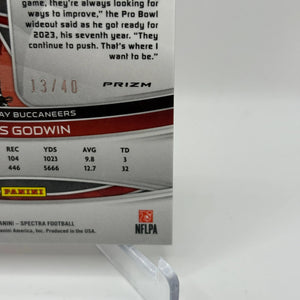 game, they're always looking for
ways to improve," the Pro Bowl
wideout said as he got ready for
2023, his seventh year. "They
continue to push. That's where I
want to be."
13/40
PRIZM
AY BUCCANEERS
S GODWIN
REC YDS AVG TD
104 1023 9.8 3
446 5666 12.7 32
PANINI
NFLPA
PANINI - SPECTRA FOOTBALL
Panini America, Inc. Produced in the USA.